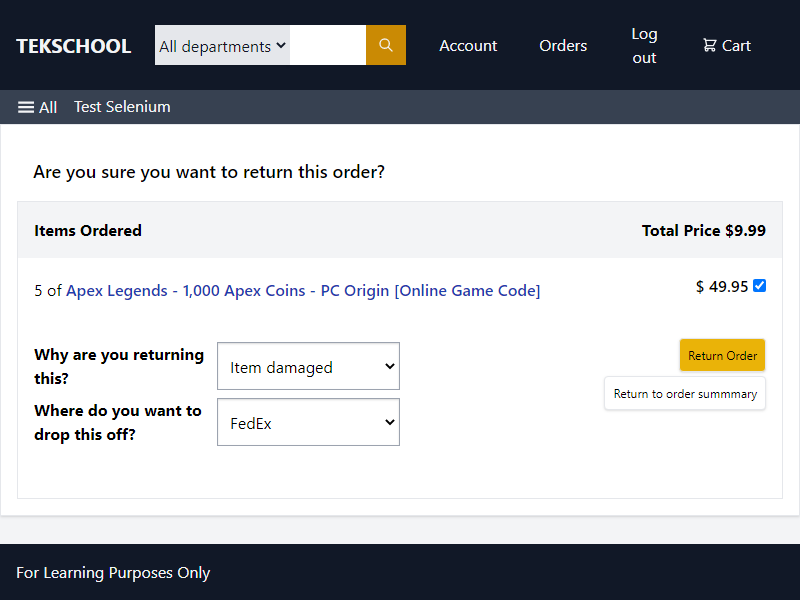 TEKSCHOOL
All departments
Account
Orders
Log
out
Cart
All
Test Selenium
Are you sure you want to return this order?
Items Ordered
Total Price $9.99
5 of Apex Legends - 1,000 Apex Coins - PC Origin [Online Game Code]
$ 49.95
Why are you returning
this?
Item damaged
Return Order
Return to order summmary
Where do you want to
drop this off?
FedEx
For Learning Purposes Only